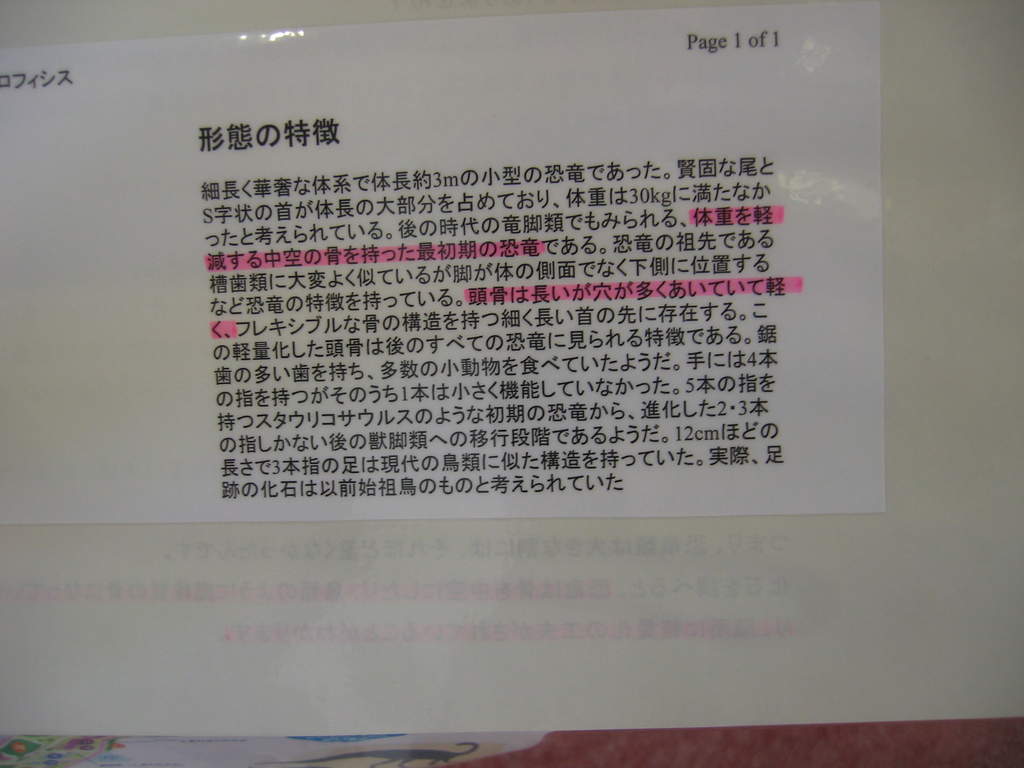 Page 1 of 1
ロフィシス
形態の特徴
細長く華奢な体系で体長約3mの小型の恐竜であった。賢固な尾と
S字状の首が体長の大部分を占めており、体重は30kgに満たなか
ったと考えられている。後の時代の竜脚類でもみられる、体重を軽
減する中空の骨を持った最初期の恐竜である。恐竜の祖先である
槽歯類に大変よく似ているが脚が体の側面でなく下側に位置する
など恐竜の特徴を持っている。頭骨は長いが穴が多くあいていて軽
く、フレキシブルな骨の構造を持つ細く長い首の先に存在する。こ
の軽量化した頭骨は後のすべての恐竜に見られる特徴である。鋸
歯の多い歯を持ち、多数の小動物を食べていたようだ。手には4本
の指を持つがそのうち1本は小さく機能していなかった。5本の指を
持つスタウリコサウルスのような初期の恐竜から、進化した2・3本
の指しかない後の獣脚類への移行段階であるようだ。12cmほどの
長さで3本指の足は現代の鳥類に似た構造を持っていた。実際、足
跡の化石は以前始祖鳥のものと考えられていた